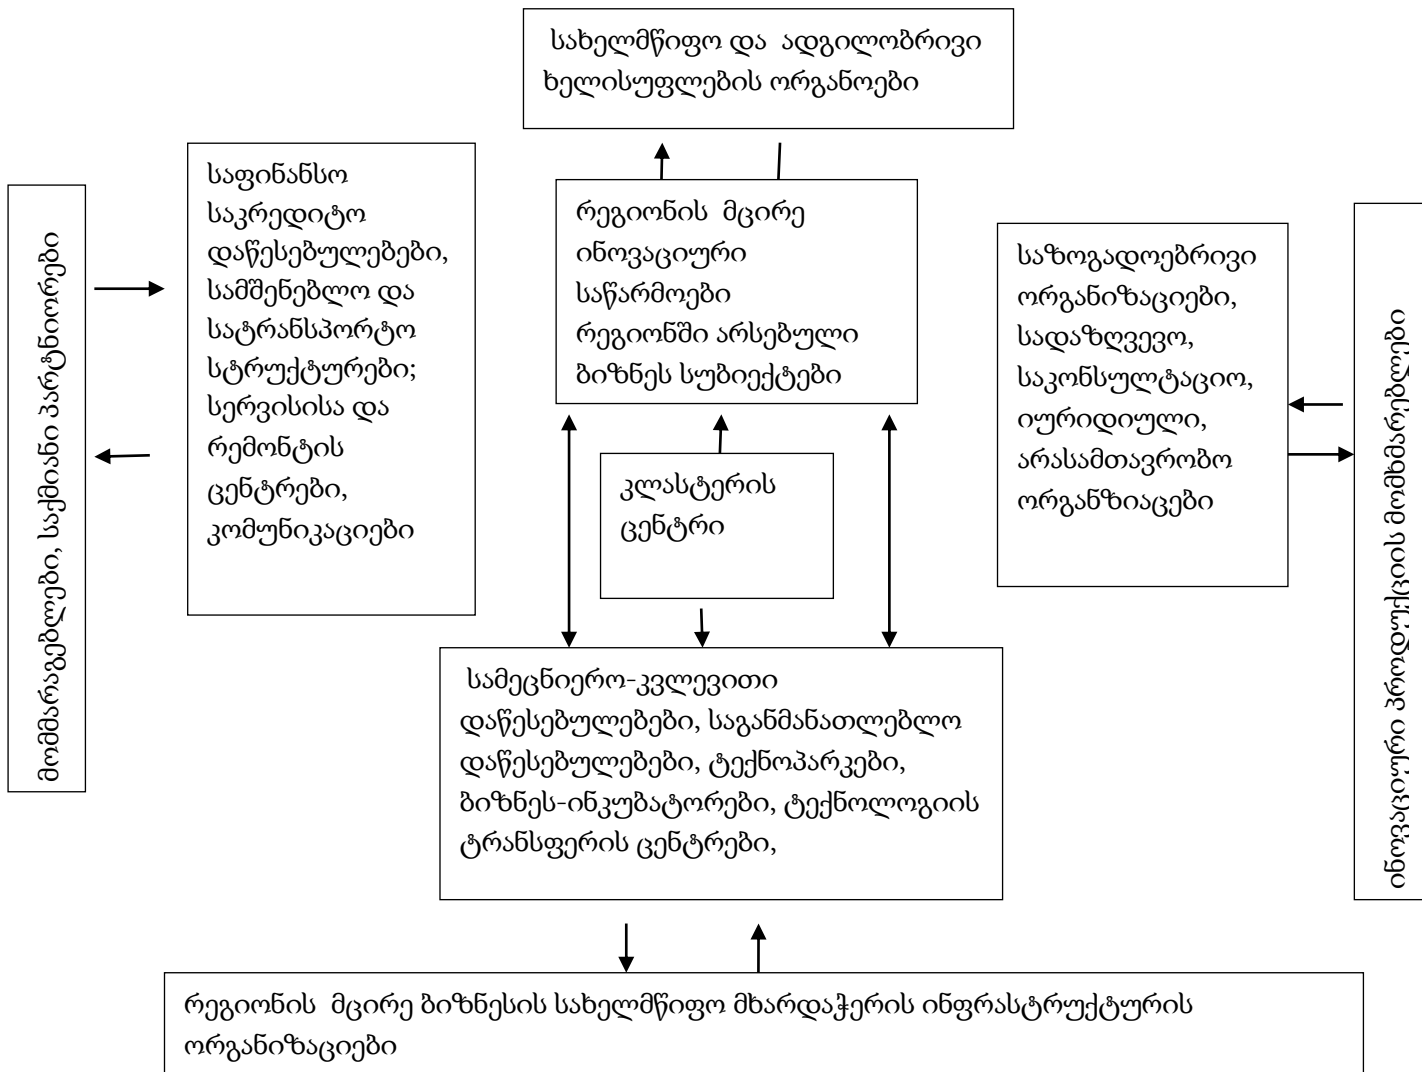 სახელმწიფო და ადგილობრივი
ხელისუფლების ორგანოები
მომმარაგებლები, საქმიანი პარტნიორები
საფინანსო
საკრედიტო
დაწესებულებები,
სამშენებლო და
სატრანსპორტო
სტრუქტურები;
სერვისისა და
რემონტის
ცენტრები,
კომუნიკაციები
რეგიონის მცირე
ინოვაციური
საწარმოები
რეგიონში არსებული
ბიზნეს სუბიექტები
კლასტერის
ცენტრი
საზოგადოებრივი
ორგანიზაციები,
სადაზღვევო,
საკონსულტაციო,
იურიდიული,
არასამთავრობო
ორგანზიაცები
ინოვაციური პროდუქციის მომხმარებლები
სამეცნიერო-კვლევითი
დაწესებულებები, საგანმანათლებლო
დაწესებულებები, ტექნოპარკები,
ბიზნეს-ინკუბატორები, ტექნოლოგიის
ტრანსფერის ცენტრები,
რეგიონის მცირე ბიზნესის სახელმწიფო მხარდაჭერის ინფრასტრუქტურის
ორგანიზაციები